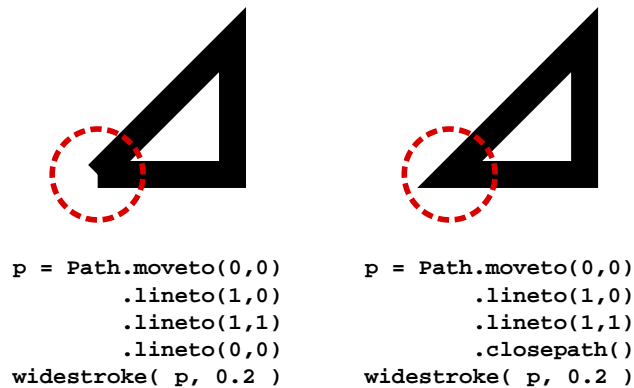 p = Path.moveto(0,0)
.lineto(1,0)
.lineto(1,1)
.lineto(0,0)
widestroke( p, 0.2 )
p = Path.moveto(0,0)
.lineto(1,0)
.lineto(1,1)
.closepath()
widestroke( p, 0.2 )